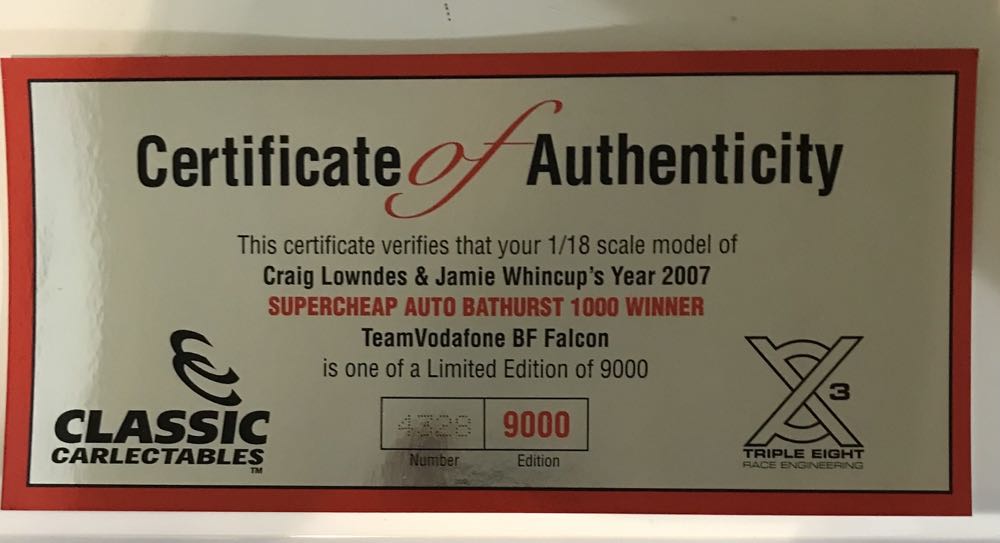 Certificate of Authenticity
This certificate verifies that your 1/18 scale model of
Craig Lowndes & Jamie Whincup's Year 2007
SUPERCHEAP AUTO BATHURST 1000 WINNER
TeamVodafone BF Falcon
is one of a Limited Edition of 9000
4328 9000
Number Edition
CLASSIC
CARLECTABLES
TM
3
TRIPLE EIGHT
RACE ENGINEERING